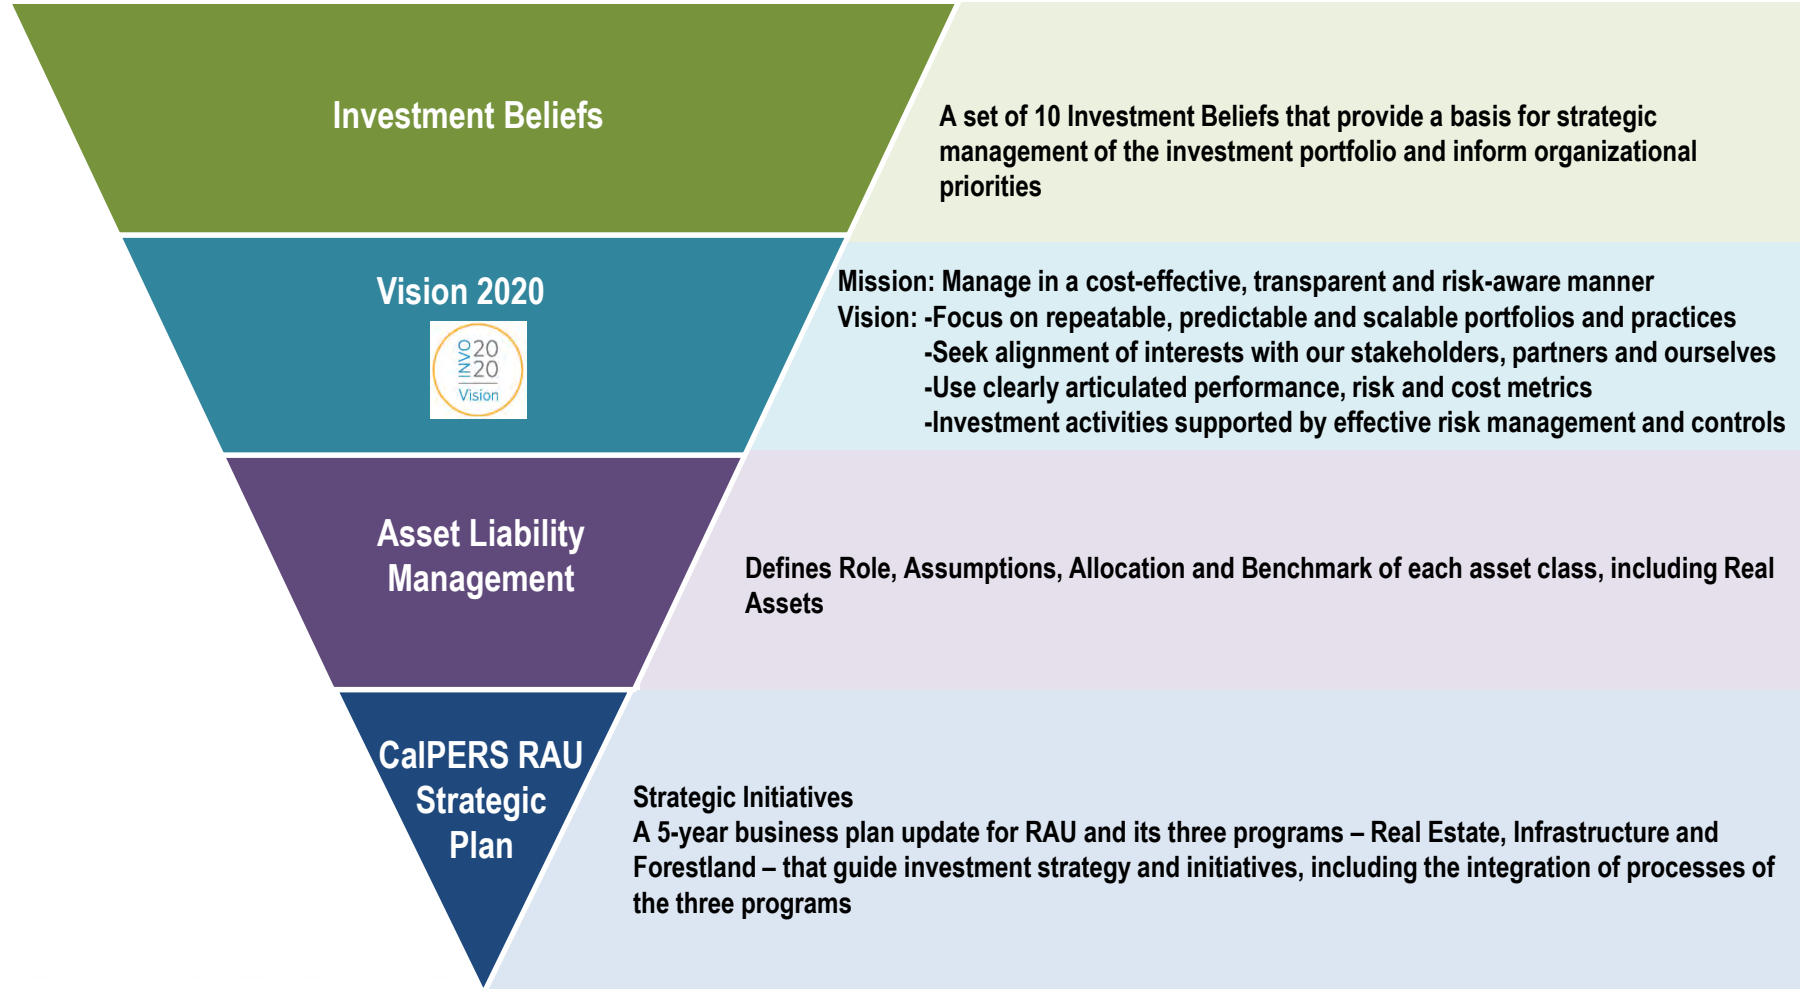 Investment Beliefs
A set of 10 Investment Beliefs that provide a basis for strategic
management of the investment portfolio and inform organizational
priorities
Vision 2020
INVO
20
20
Vision
Mission: Manage in a cost-effective, transparent and risk-aware manner
Vision: -Focus on repeatable, predictable and scalable portfolios and practices
-Seek alignment of interests with our stakeholders, partners and ourselves
-Use clearly articulated performance, risk and cost metrics
-Investment activities supported by effective risk management and controls
Asset Liability
Management
Defines Role, Assumptions, Allocation and Benchmark of each asset class, including Real
Assets
CalPERS RAU
Strategic
Plan
Strategic Initiatives
A 5-year business plan update for RAU and its three programs – Real Estate, Infrastructure and
Forestland – that guide investment strategy and initiatives, including the integration of processes of
the three programs